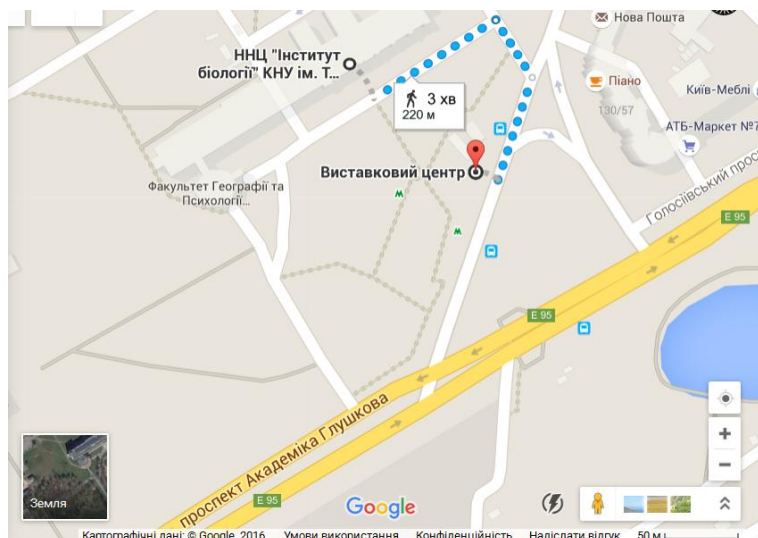 Нова Пошта
ННЦ "Інститут
біології" КНУ ім. Т...
3 хв
220 м
Піано
Київ-Меблі
130/57
АТБ-Маркет №7
Виставковий центр
Факультет Географії та
Психології...
Голосіївський прос
E 95
E 95
проспект Академіка Глушкова
E 95
Земля
Google
Картографічні дані: © Google, 2016 Умови використання Конфіденційність Надіслати відгук 50 м